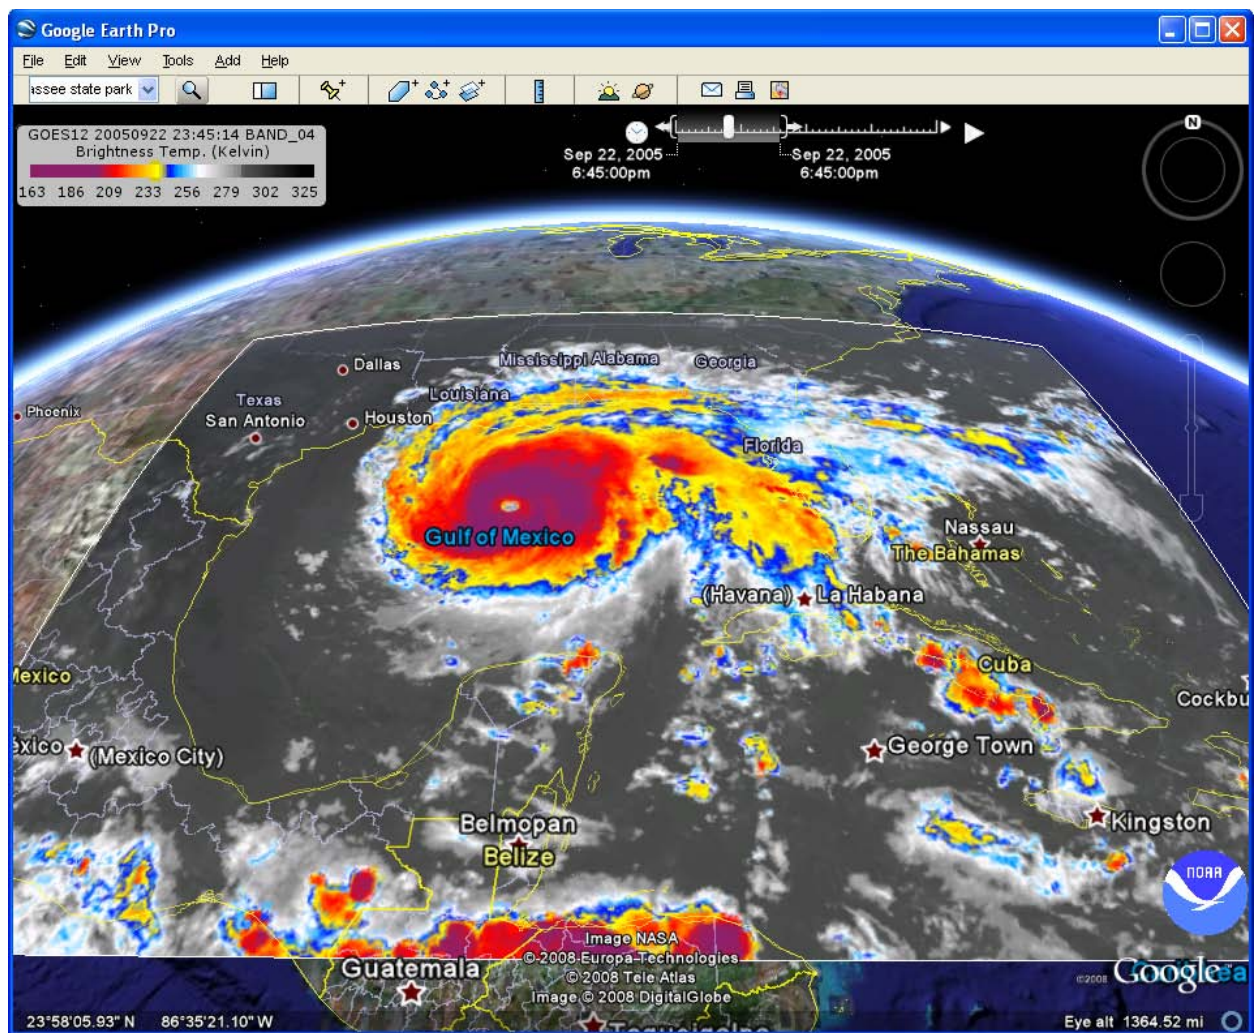 Google Earth Pro
File Edit View Tools Add Help
assee state park
GOES12 20050922 23:45:14 BAND_04
Brightness Temp. (Kelvin)
163 186 209 233 256 279 302 325
Sep 22, 2005
6:45:00pm
Sep 22, 2005
6:45:00pm
N
Dallas
Mississippi Alabama Georgia
Phoenix
Texas
Louisiana
San Antonio
Houston
Florida
Gulf of Mexico
Nassau
The Bahamas
(Havana) La Habana
Mexico
Cuba
Cockbu
éxico (Mexico City)
George Town
Belmopan
Kingston
Belize
NOAA
Image NASA
© 2008 Europa Technologies
Guatemala
© 2008 Tele Atlas
©2008 Google
Image © 2008 DigitalGlobe
23°58'05.93" N 86°35'21.10" W
Tegucigalpa
Eye alt 1364.52 mi